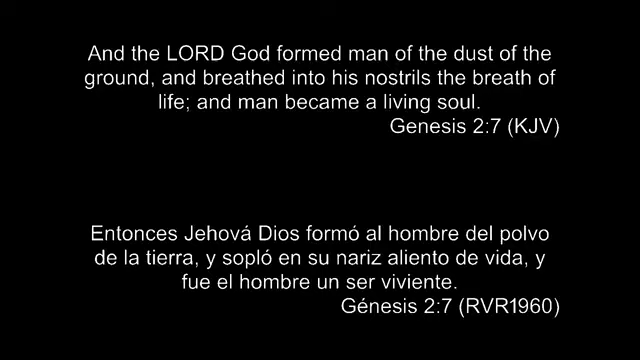 And the LORD God formed man of the dust of the
ground, and breathed into his nostrils the breath of
life; and man became a living soul.
Genesis 2:7 (KJV)
Entonces Jehová Dios formó al hombre del polvo
de la tierra, y sopló en su nariz aliento de vida, y
fue el hombre un ser viviente.
Génesis 2:7 (RVR1960)